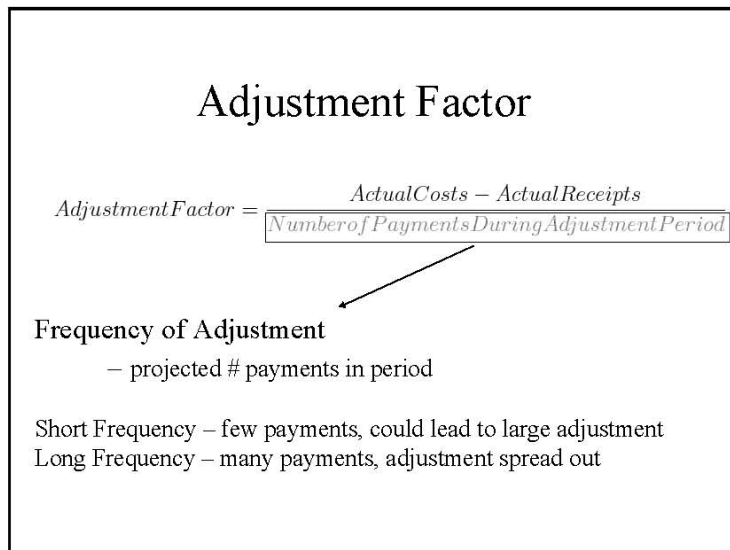 Adjustment Factor
AdjustmentFactor = ActualCosts − ActualReceipts / NumberofPaymentsDuringAdjustmentPeriod
Frequency of Adjustment
– projected # payments in period
Short Frequency – few payments, could lead to large adjustment
Long Frequency – many payments, adjustment spread out